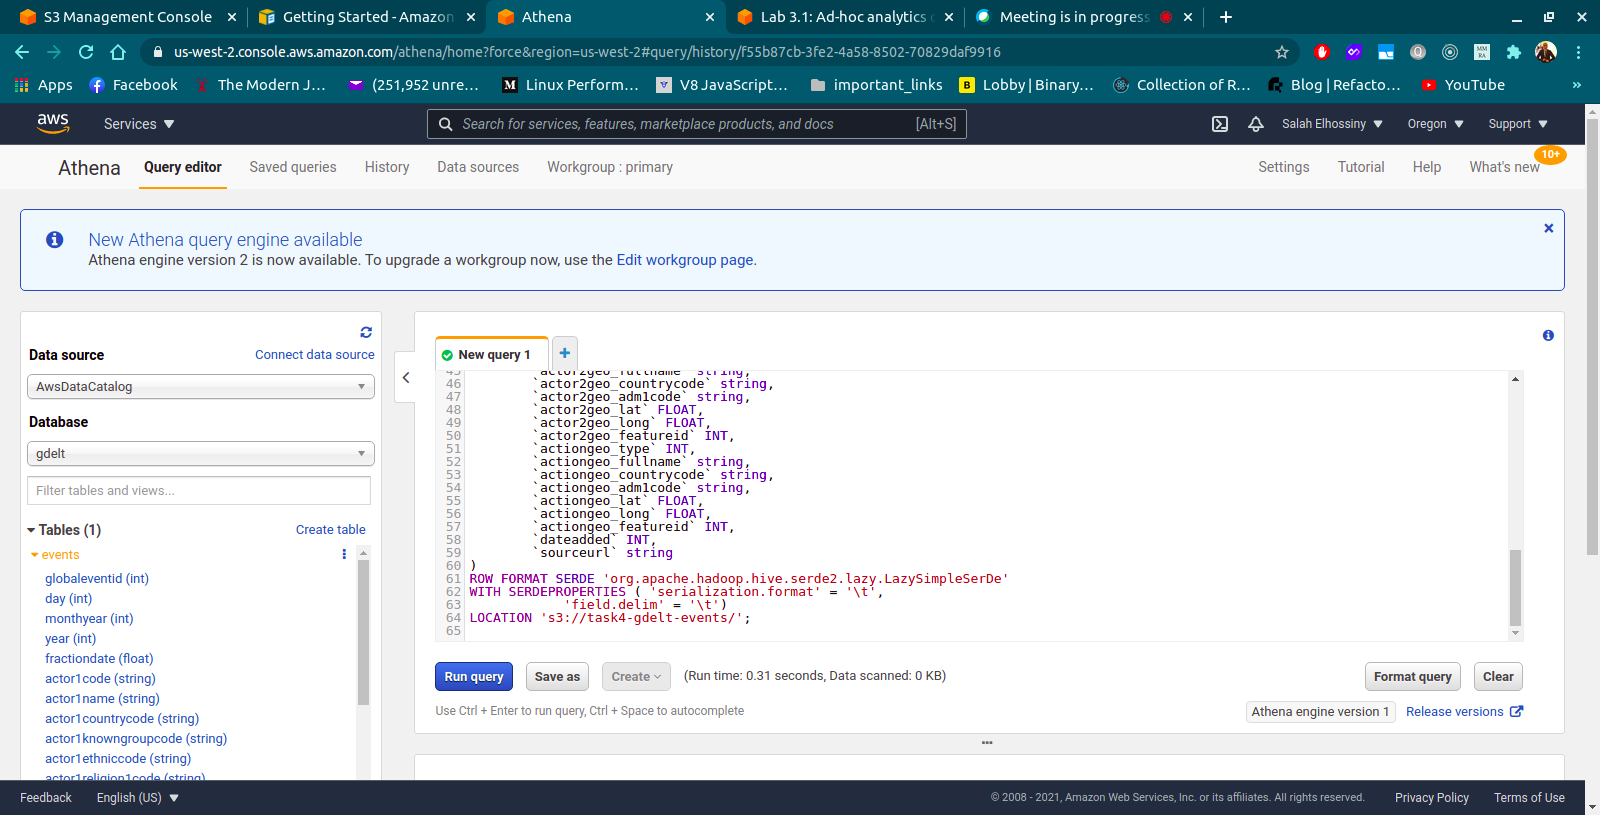 S3 Management Console
Getting Started - Amazon
Athena
Lab 3.1: Ad-hoc analytics
Meeting is in progress
us-west-2.console.aws.amazon.com/athena/home?force&region=us-west-2#query/history/f55b87cb-3fe2-4a58-8502-70829daf9916
Apps
Facebook
The Modern J...
(251,952 unre...
Linux Perform...
V8 JavaScript...
important_links
Lobby | Binary...
Collection of R...
Blog | Refacto...
YouTube
»
aws
Services
Search for services, features, marketplace products, and docs [Alt+S]
Salah Elhossiny
Oregon
Support
Athena
Query editor
Saved queries
History
Data sources
Workgroup : primary
Settings
Tutorial
Help
What's new
10+
New Athena query engine available
Athena engine version 2 is now available. To upgrade a workgroup now, use the Edit workgroup page.
Data source
Connect data source
AwsDataCatalog
Database
gdelt
Filter tables and views...
Tables (1)
Create table
events
globaleventid (int)
day (int)
monthyear (int)
year (int)
fractiondate (float)
actor1code (string)
actor1name (string)
actor1countrycode (string)
actor1knowngroupcode (string)
actor1ethniccode (string)
actor1religion1code (string)
New query 1
45 `actor2geo_fullname` string,
46 `actor2geo_countrycode` string,
47 `actor2geo_adm1code` string,
48 `actor2geo_lat` FLOAT,
49 `actor2geo_long` FLOAT,
50 `actor2geo_featureid` INT,
51 `actiongeo_type` INT,
52 `actiongeo_fullname` string,
53 `actiongeo_countrycode` string,
54 `actiongeo_adm1code` string,
55 `actiongeo_lat` FLOAT,
56 `actiongeo_long` FLOAT,
57 `actiongeo_featureid` INT,
58 `dateadded` INT,
59 `sourceurl` string
60 )
61 ROW FORMAT SERDE 'org.apache.hadoop.hive.serde2.lazy.LazySimpleSerDe'
62 WITH SERDEPROPERTIES ( 'serialization.format' = '\t',
63 'field.delim' = '\t')
64 LOCATION 's3://task4-gdelt-events/';
65
Run query
Save as
Create
(Run time: 0.31 seconds, Data scanned: 0 KB)
Format query
Clear
Use Ctrl + Enter to run query, Ctrl + Space to autocomplete
Athena engine version 1
Release versions
Feedback
English (US)
© 2008 - 2021, Amazon Web Services, Inc. or its affiliates. All rights reserved.
Privacy Policy
Terms of Use